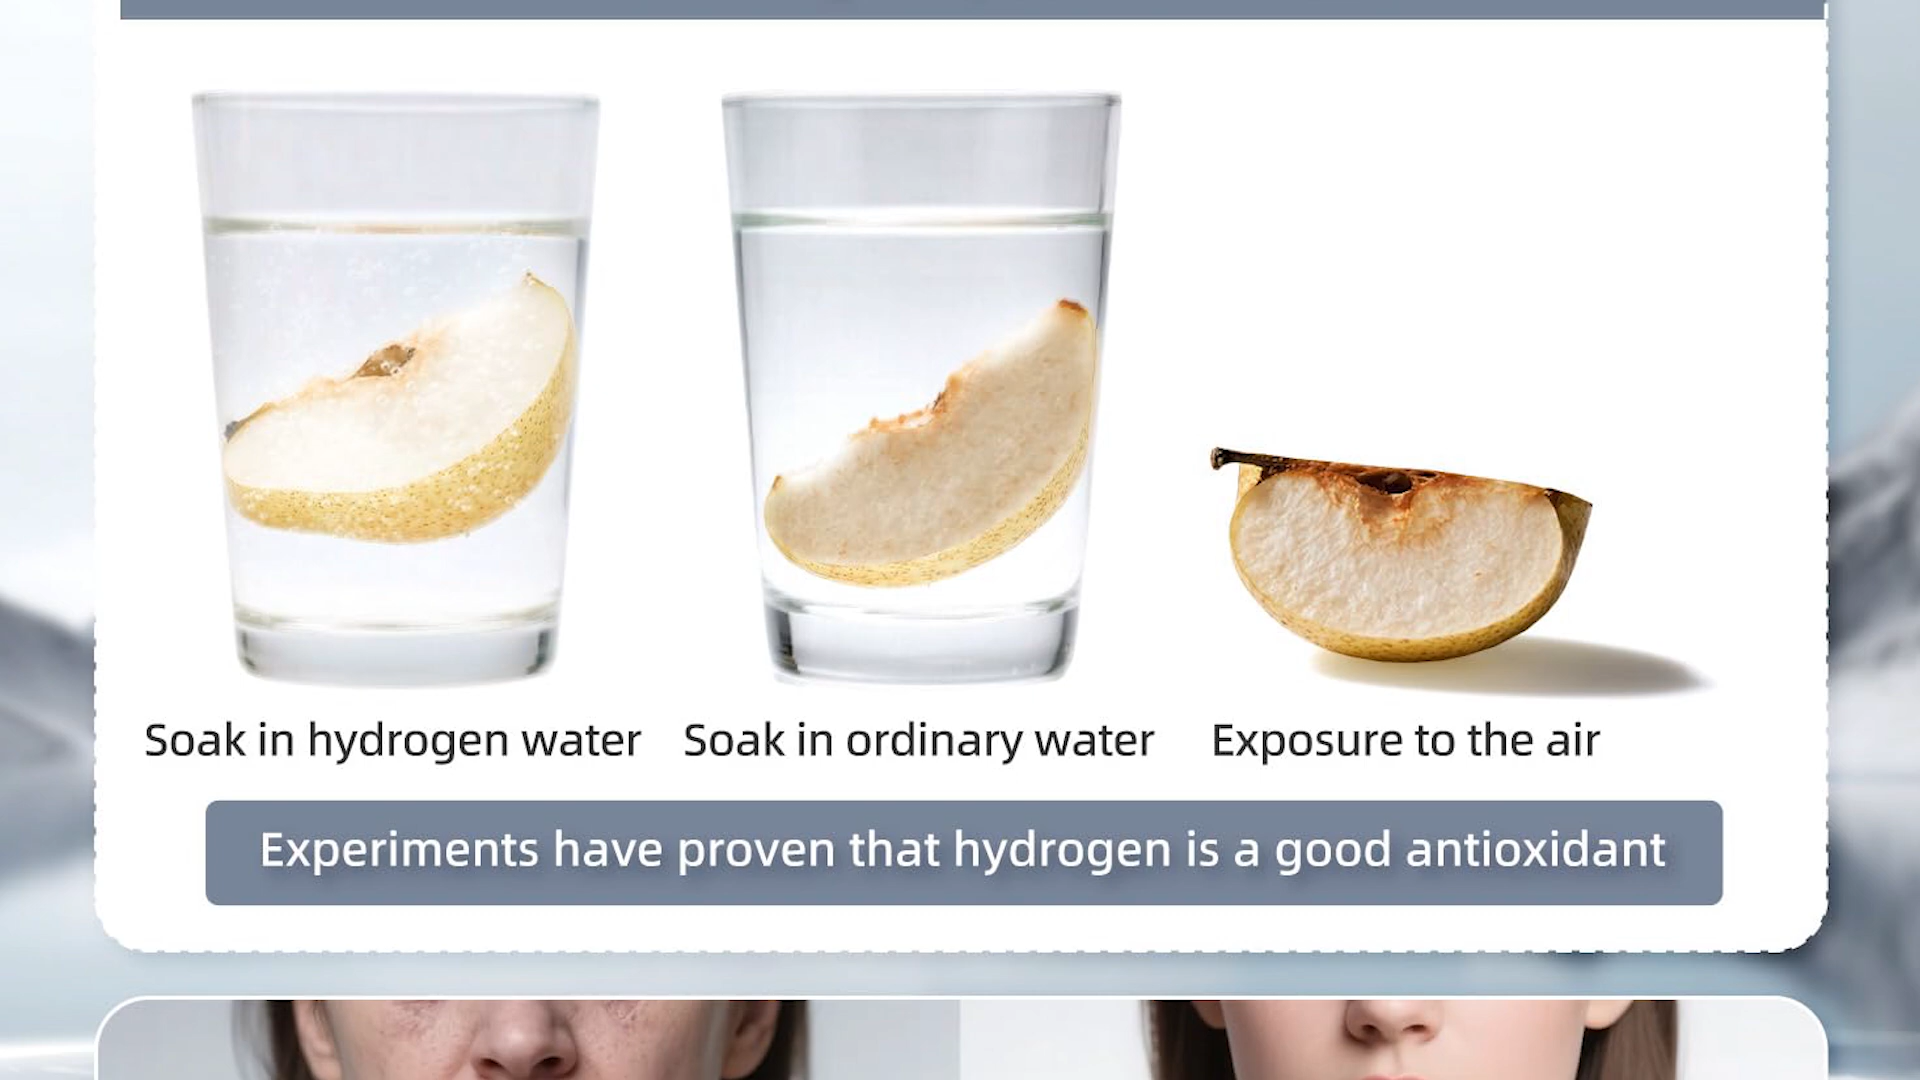 Soak in hydrogen water
Soak in ordinary water
Exposure to the air
Experiments have proven that hydrogen is a good antioxidant